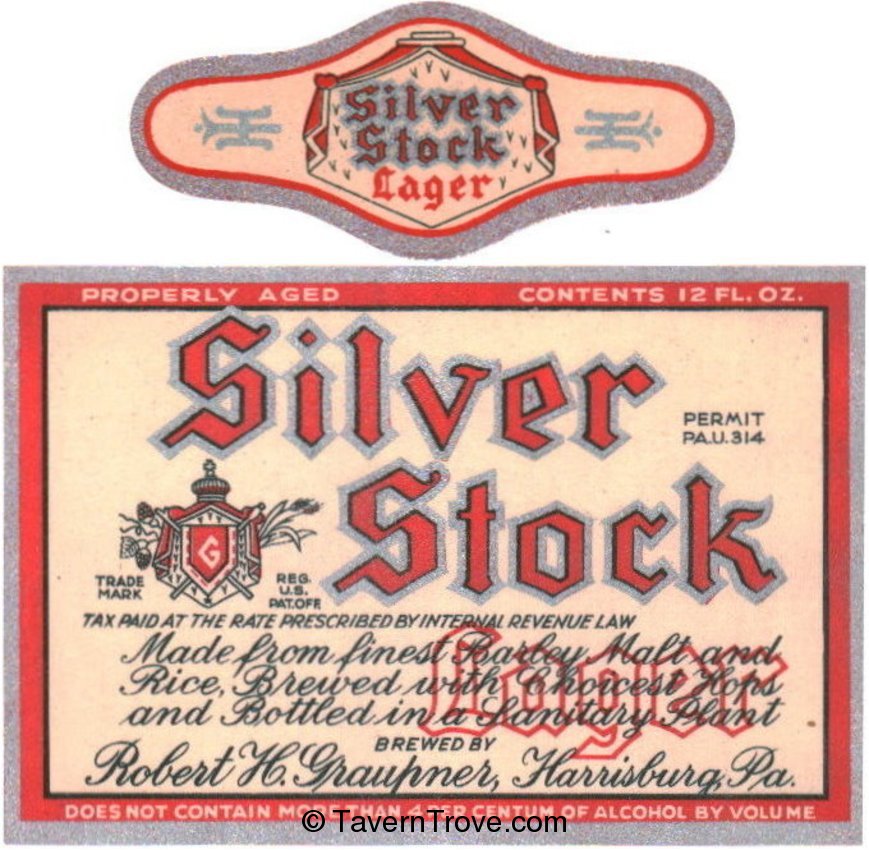 Silver
Stock
Lager
PROPERLY AGED CONTENTS 12 FL. OZ.
Silver
PERMIT
PA.U.314
Stock
G
TRADE
MARK
REG.
U.S.
PAT.OFF.
TAX PAID AT THE RATE PRESCRIBED BY INTERNAL REVENUE LAW
Lager
Made from finest Barley Malt and
Rice, Brewed with Choicest Hops
and Bottled in a Sanitary Plant
BREWED BY
Robert H. Graupner, Harrisburg, Pa.
DOES NOT CONTAIN MORE THAN 4 PER CENTUM OF ALCOHOL BY VOLUME
© TavernTrove.com